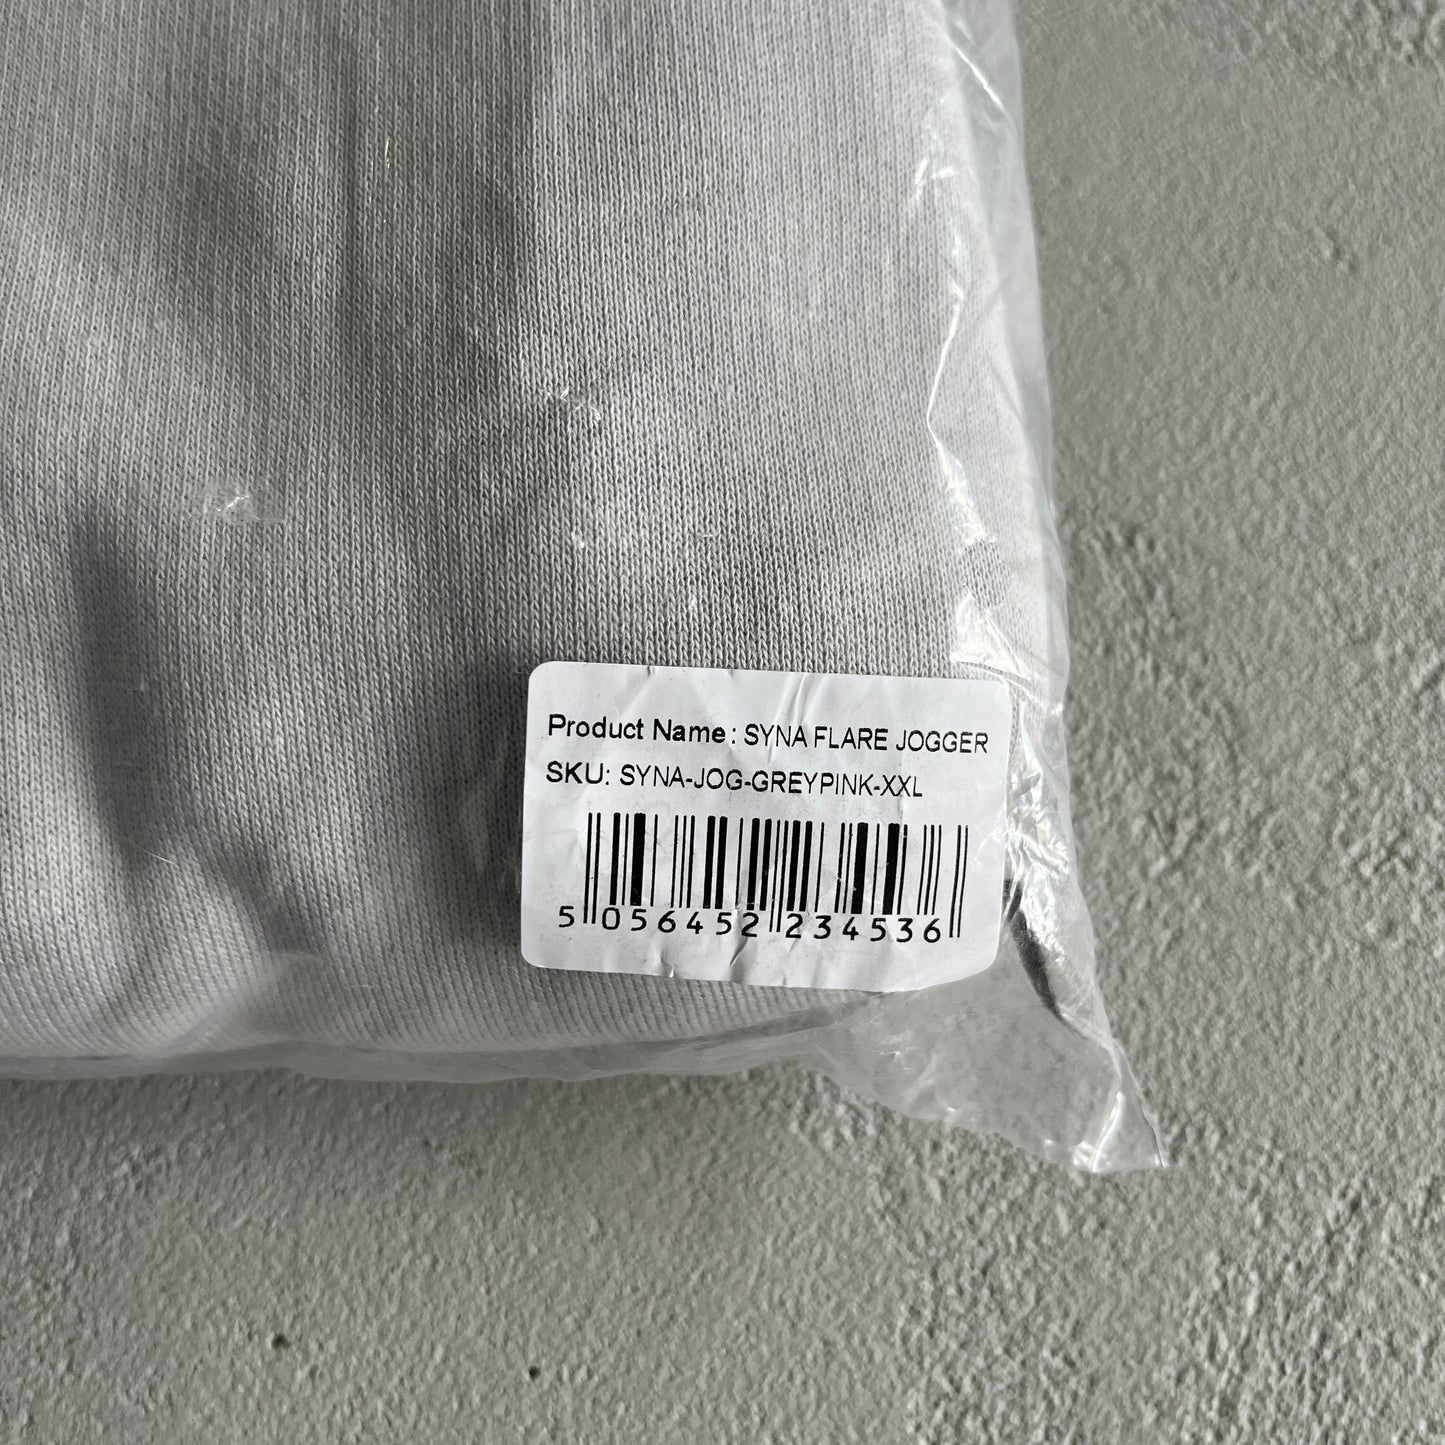 Product Name: SYNA FLARE JOGGER
SKU: SYNA-JOG-GREYPINK-XXL
5 056452 234536